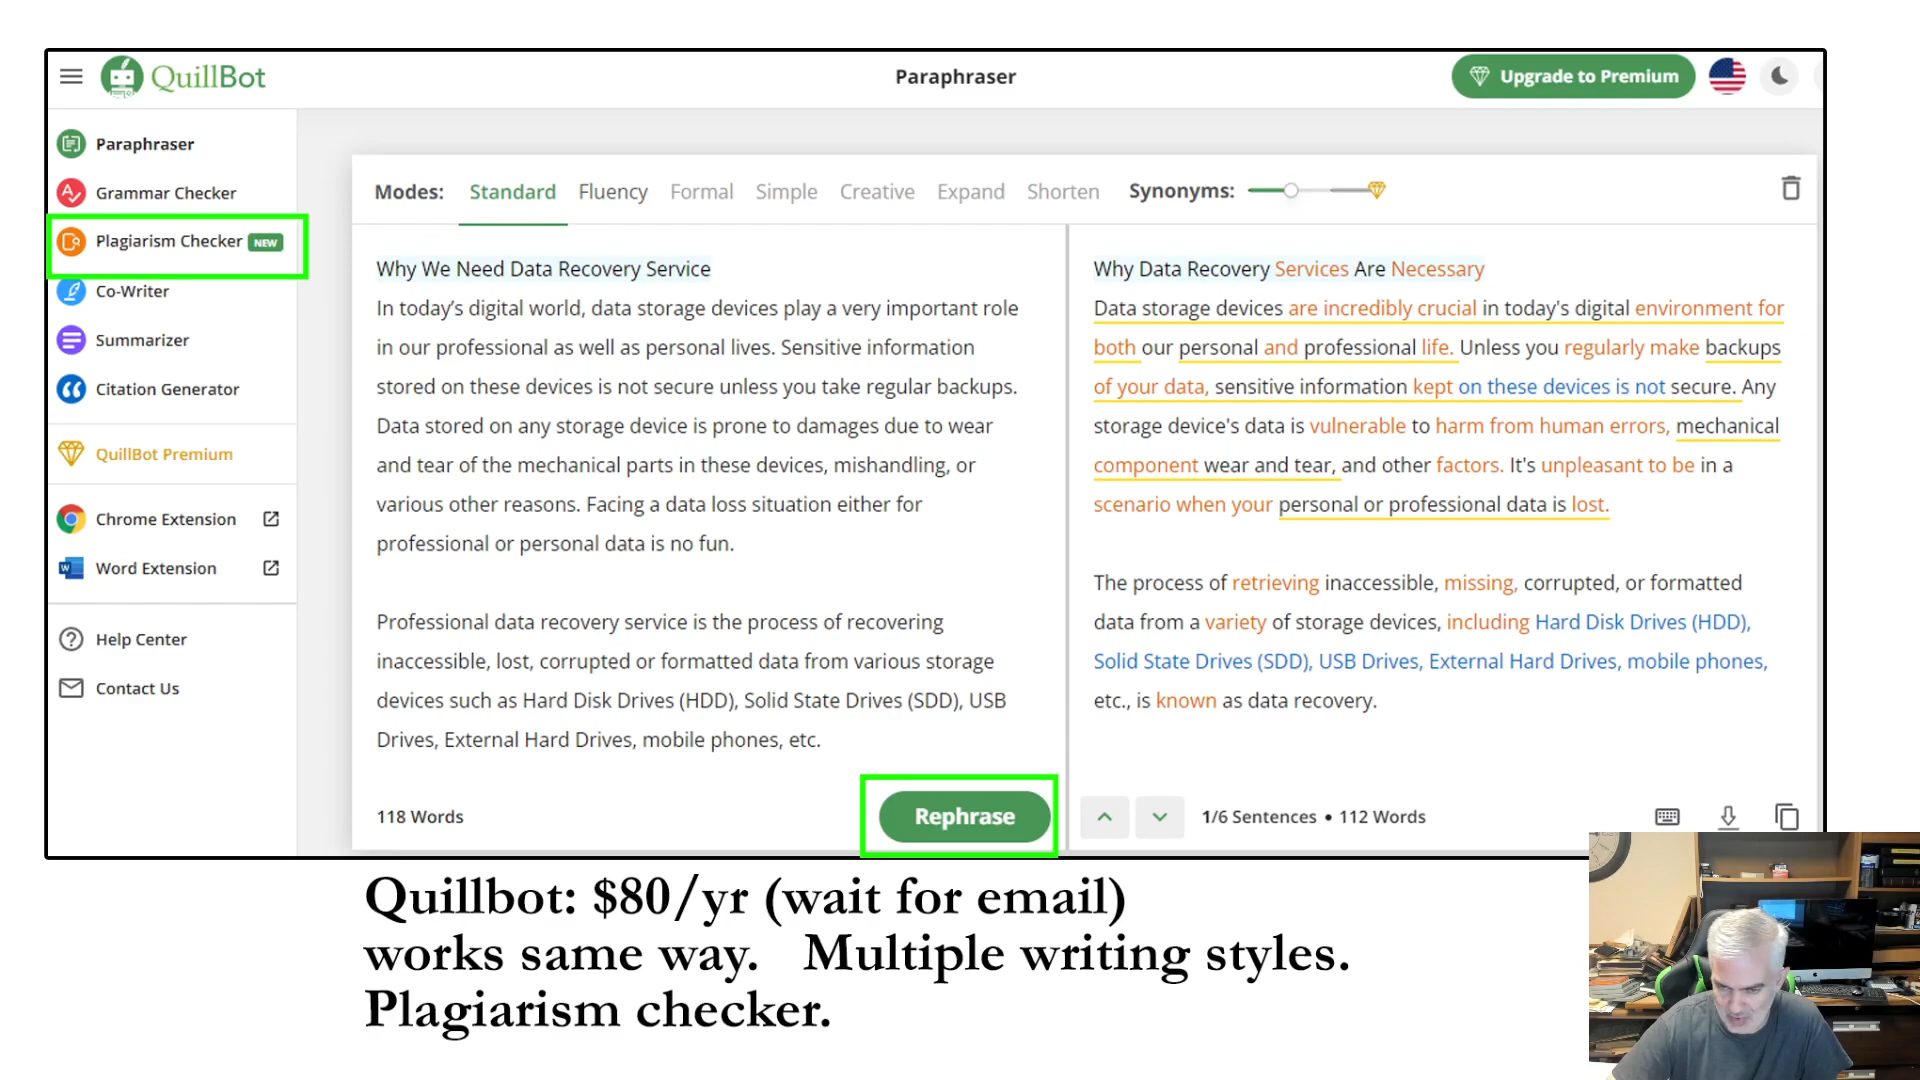 QuillBot
Paraphraser
Upgrade to Premium
Paraphraser
Grammar Checker
Plagiarism Checker NEW
Co-Writer
Summarizer
Citation Generator
QuillBot Premium
Chrome Extension
Word Extension
Help Center
Contact Us
Modes: Standard Fluency Formal Simple Creative Expand Shorten Synonyms:
Why We Need Data Recovery Service
In today’s digital world, data storage devices play a very important role
in our professional as well as personal lives. Sensitive information
stored on these devices is not secure unless you take regular backups.
Data stored on any storage device is prone to damages due to wear
and tear of the mechanical parts in these devices, mishandling, or
various other reasons. Facing a data loss situation either for
professional or personal data is no fun.
Professional data recovery service is the process of recovering
inaccessible, lost, corrupted or formatted data from various storage
devices such as Hard Disk Drives (HDD), Solid State Drives (SDD), USB
Drives, External Hard Drives, mobile phones, etc.
118 Words
Rephrase
Why Data Recovery Services Are Necessary
Data storage devices are incredibly crucial in today's digital environment for
both our personal and professional life. Unless you regularly make backups
of your data, sensitive information kept on these devices is not secure. Any
storage device's data is vulnerable to harm from human errors, mechanical
component wear and tear, and other factors. It's unpleasant to be in a
scenario when your personal or professional data is lost.
The process of retrieving inaccessible, missing, corrupted, or formatted
data from a variety of storage devices, including Hard Disk Drives (HDD),
Solid State Drives (SDD), USB Drives, External Hard Drives, mobile phones,
etc., is known as data recovery.
1/6 Sentences • 112 Words
Quillbot: $80/yr (wait for email)
works same way. Multiple writing styles.
Plagiarism checker.